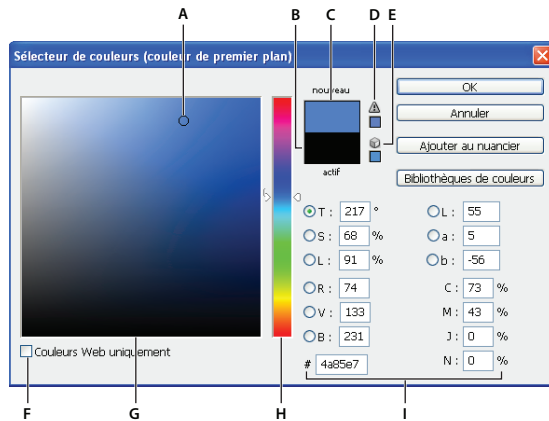 A B C D E
Sélecteur de couleurs (couleur de premier plan)
nouveau
actif
OK
Annuler
Ajouter au nuancier
Bibliothèques de couleurs
T : 217 ° L : 55
S : 68 % a : 5
L : 91 % b : -56
R : 74 C : 73 %
V : 133 M : 43 %
B : 231 J : 0 %
# 4a85e7 N : 0 %
Couleurs Web uniquement
F G H I